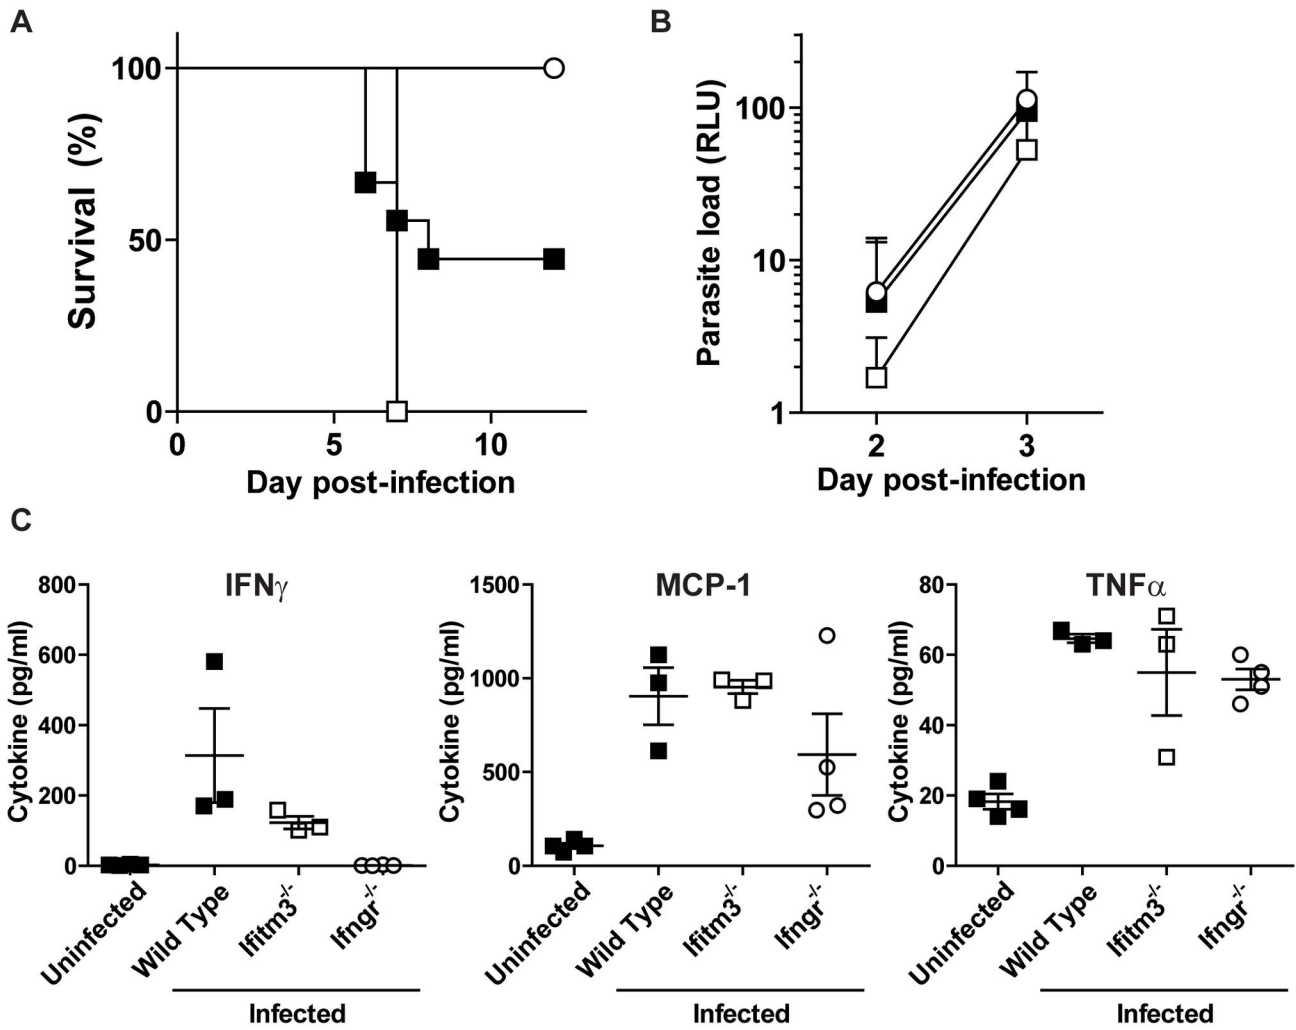 A
Survival (%)
100
50
0
0 5 10
Day post-infection
B
Parasite load (RLU)
100
10
1
2 3
Day post-infection
C
IFNγ
Cytokine (pg/ml)
800
600
400
200
0
Uninfected
Wild Type
Ifitm3-/-
Ifngr-/-
Infected
MCP-1
Cytokine (pg/ml)
1500
1000
500
0
Uninfected
Wild Type
Ifitm3-/-
Ifngr-/-
Infected
TNFα
Cytokine (pg/ml)
80
60
40
20
0
Uninfected
Wild Type
Ifitm3-/-
Ifngr-/-
Infected